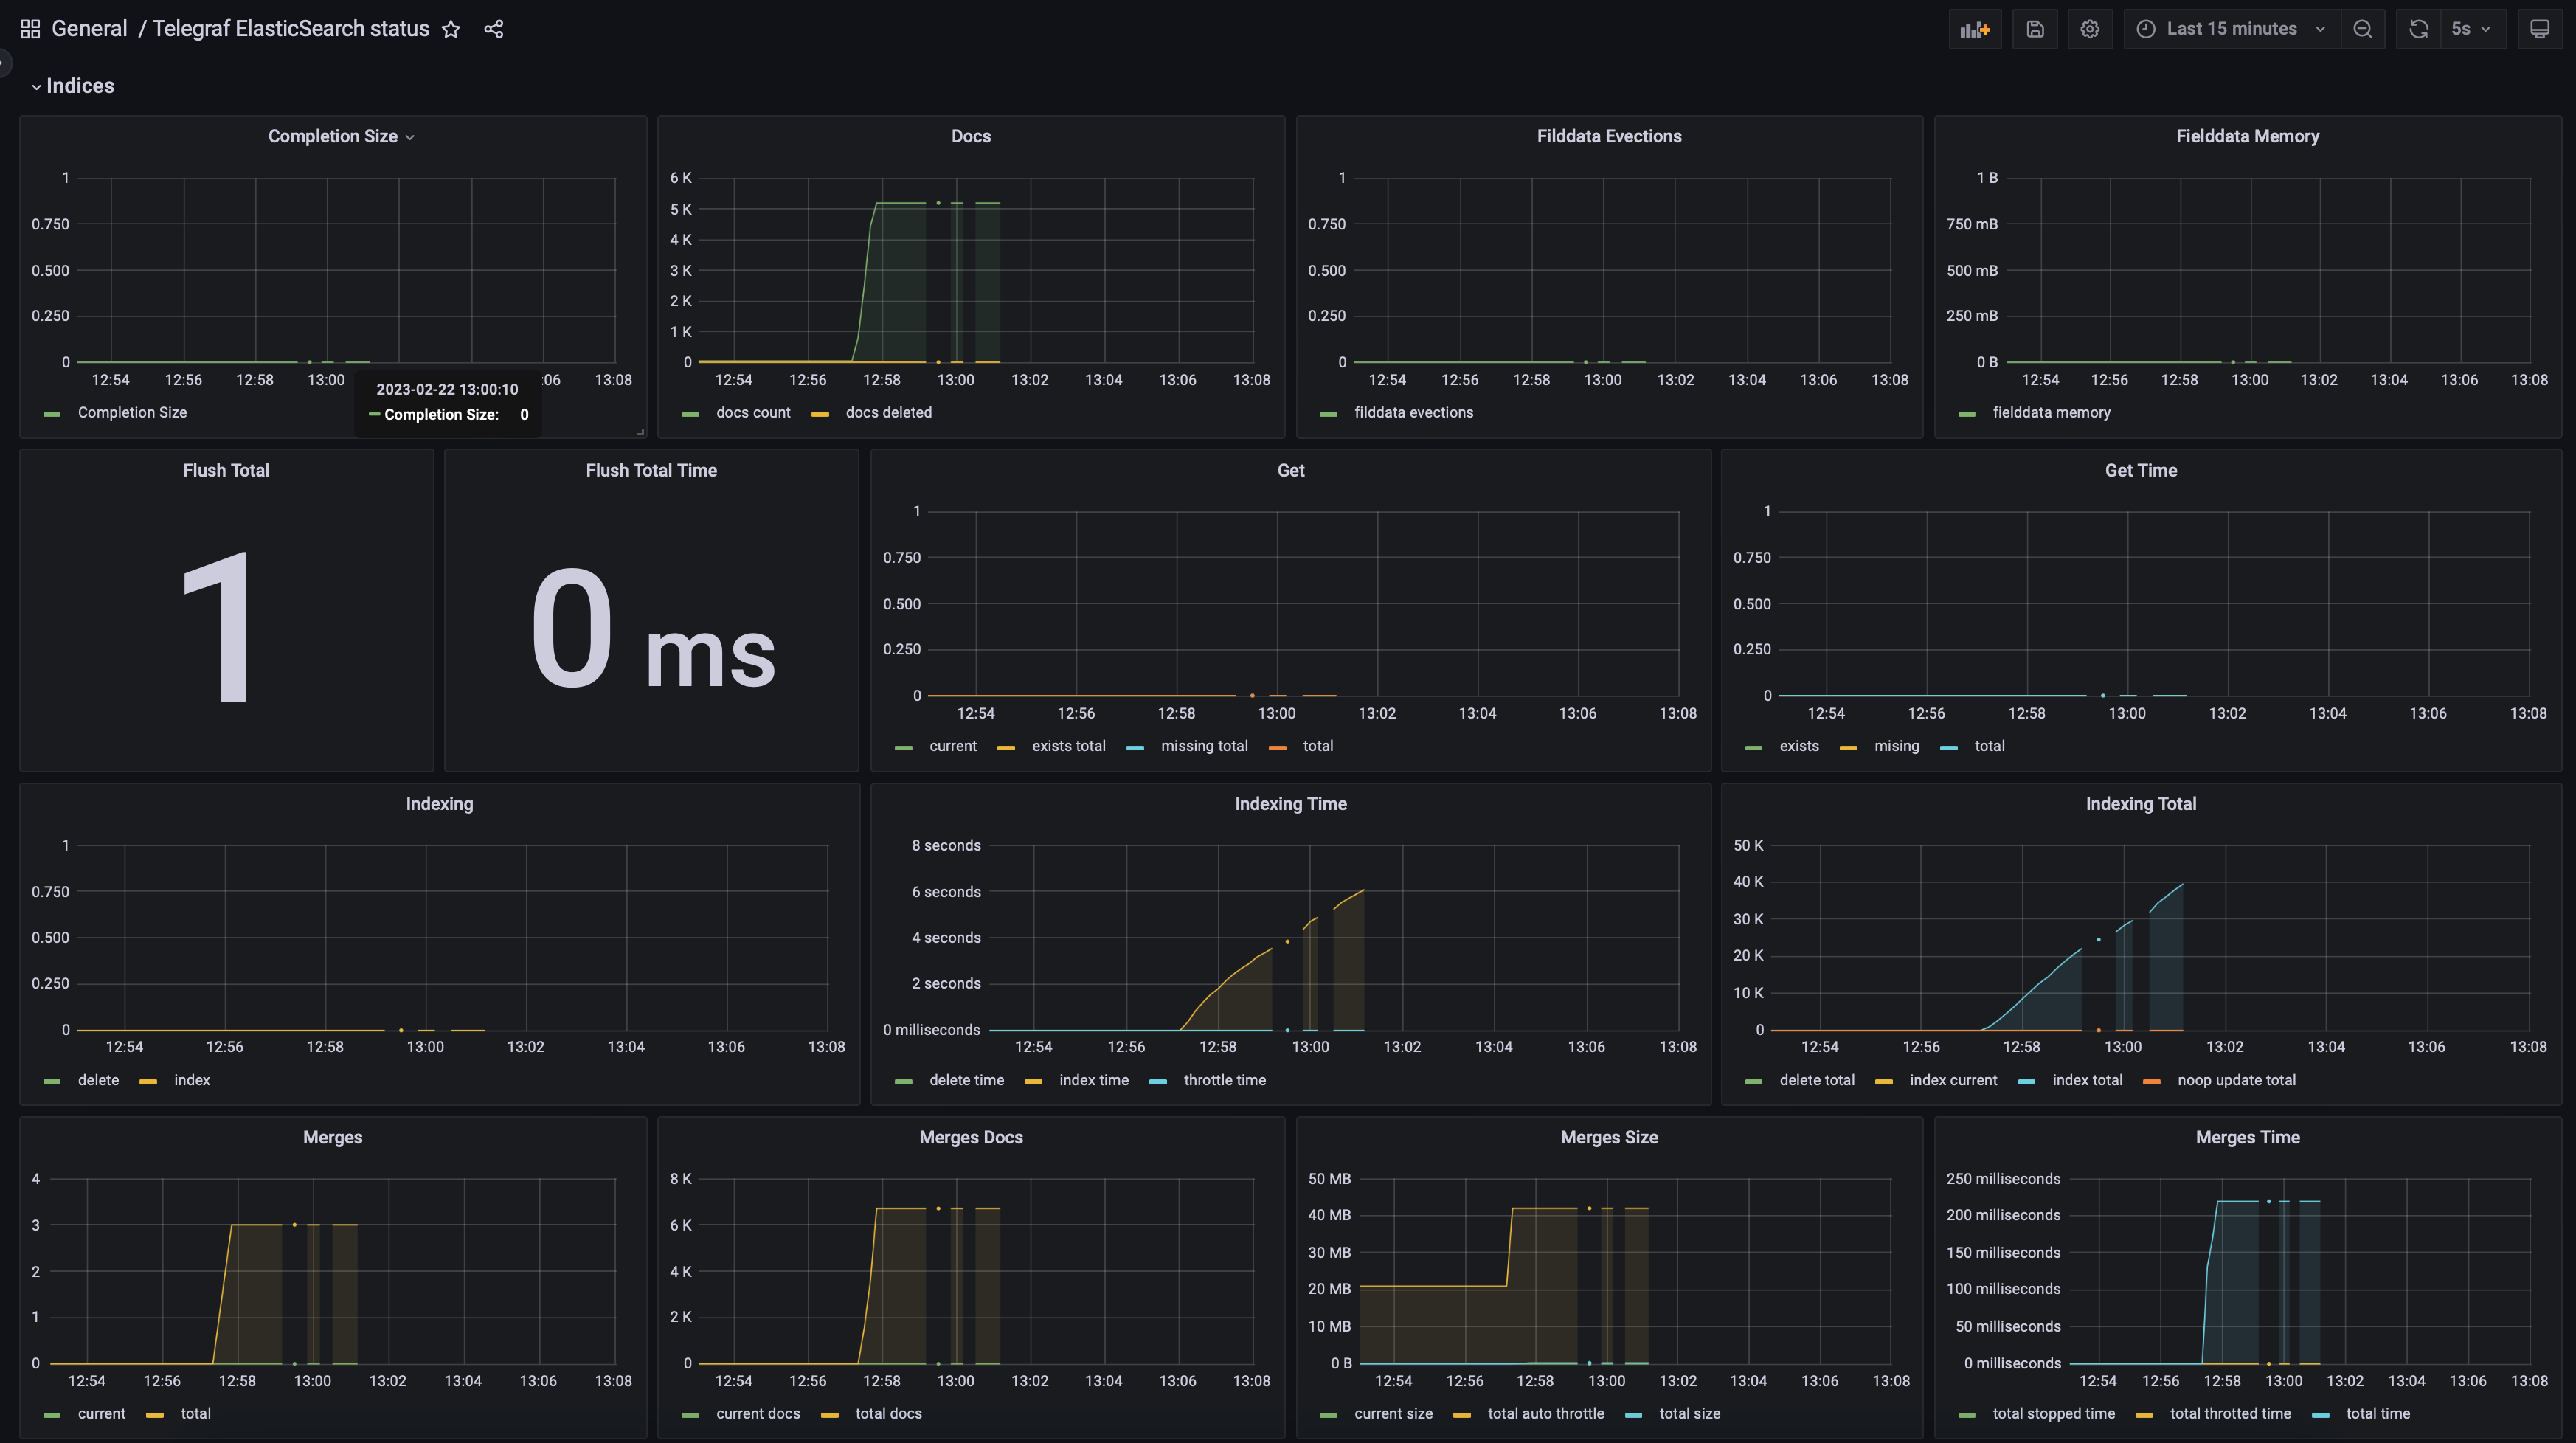 General / Telegraf ElasticSearch status
Last 15 minutes
5s
Indices
Completion Size
1
0.750
0.500
0.250
0
12:54 12:56 12:58 13:00 :06 13:08
2023-02-22 13:00:10
Completion Size: 0
Completion Size
Docs
6 K
5 K
4 K
3 K
2 K
1 K
0
12:54 12:56 12:58 13:00 13:02 13:04 13:06 13:08
docs count docs deleted
Filddata Evections
1
0.750
0.500
0.250
0
12:54 12:56 12:58 13:00 13:02 13:04 13:06 13:08
filddata evections
Fielddata Memory
1 B
750 mB
500 mB
250 mB
0 B
12:54 12:56 12:58 13:00 13:02 13:04 13:06 13:08
fielddata memory
Flush Total
1
Flush Total Time
0 ms
Get
1
0.750
0.500
0.250
0
12:54 12:56 12:58 13:00 13:02 13:04 13:06 13:08
current exists total missing total total
Get Time
1
0.750
0.500
0.250
0
12:54 12:56 12:58 13:00 13:02 13:04 13:06 13:08
exists mising total
Indexing
1
0.750
0.500
0.250
0
12:54 12:56 12:58 13:00 13:02 13:04 13:06 13:08
delete index
Indexing Time
8 seconds
6 seconds
4 seconds
2 seconds
0 milliseconds
12:54 12:56 12:58 13:00 13:02 13:04 13:06 13:08
delete time index time throttle time
Indexing Total
50 K
40 K
30 K
20 K
10 K
0
12:54 12:56 12:58 13:00 13:02 13:04 13:06 13:08
delete total index current index total noop update total
Merges
4
3
2
1
0
12:54 12:56 12:58 13:00 13:02 13:04 13:06 13:08
current total
Merges Docs
8 K
6 K
4 K
2 K
0
12:54 12:56 12:58 13:00 13:02 13:04 13:06 13:08
current docs total docs
Merges Size
50 MB
40 MB
30 MB
20 MB
10 MB
0 B
12:54 12:56 12:58 13:00 13:02 13:04 13:06 13:08
current size total auto throttle total size
Merges Time
250 milliseconds
200 milliseconds
150 milliseconds
100 milliseconds
50 milliseconds
0 milliseconds
12:54 12:56 12:58 13:00 13:02 13:04 13:06 13:08
total stopped time total throtted time total time